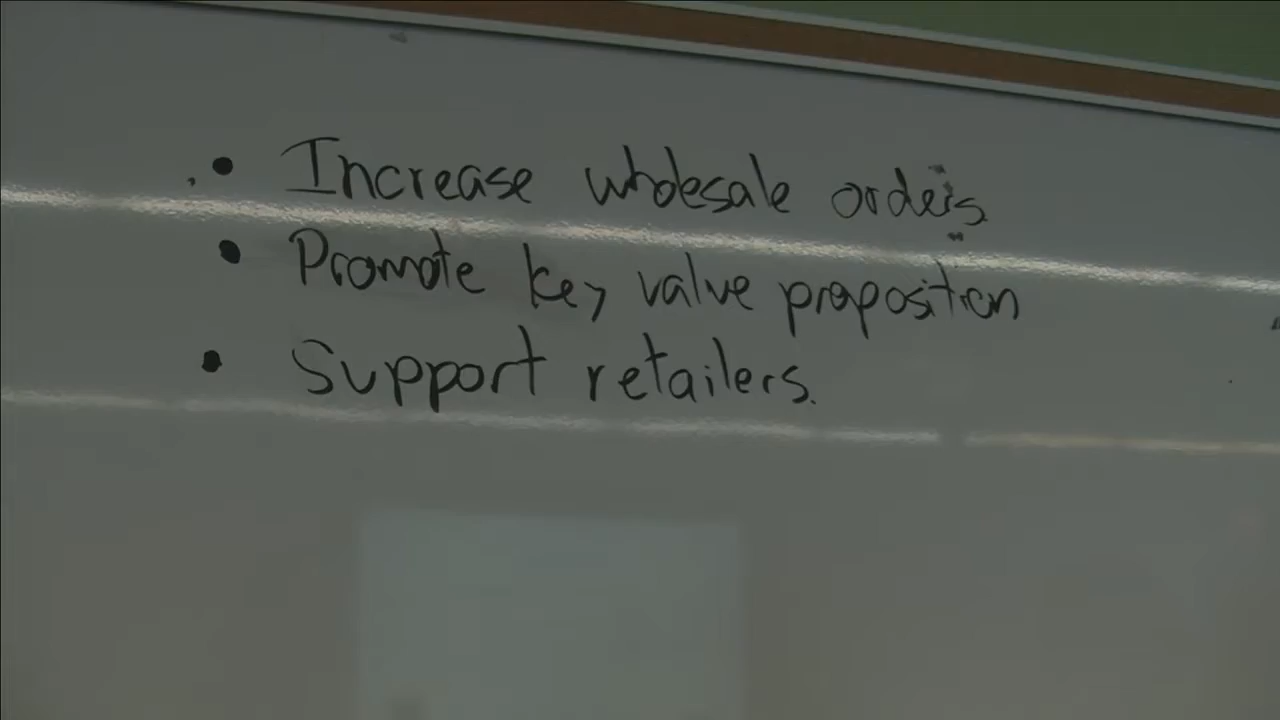 • Increase wholesale orders
• Promote key value proposition
• Support retailers.